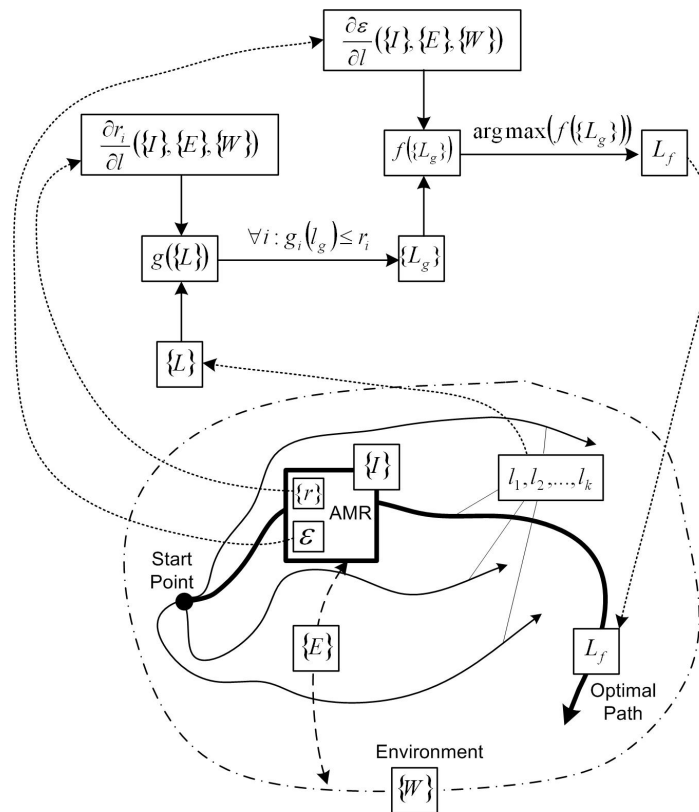 ∂ε/∂l ({I},{E},{W})
∂r_i/∂l ({I},{E},{W})
f({L_g})
arg max(f({L_g}))
L_f
g({L})
∀i : g_i(l_g) ≤ r_i
{L_g}
{L}
{I}
l_1, l_2, ..., l_k
{r}
AMR
ε
Start
Point
{E}
L_f
Optimal
Path
Environment
{W}